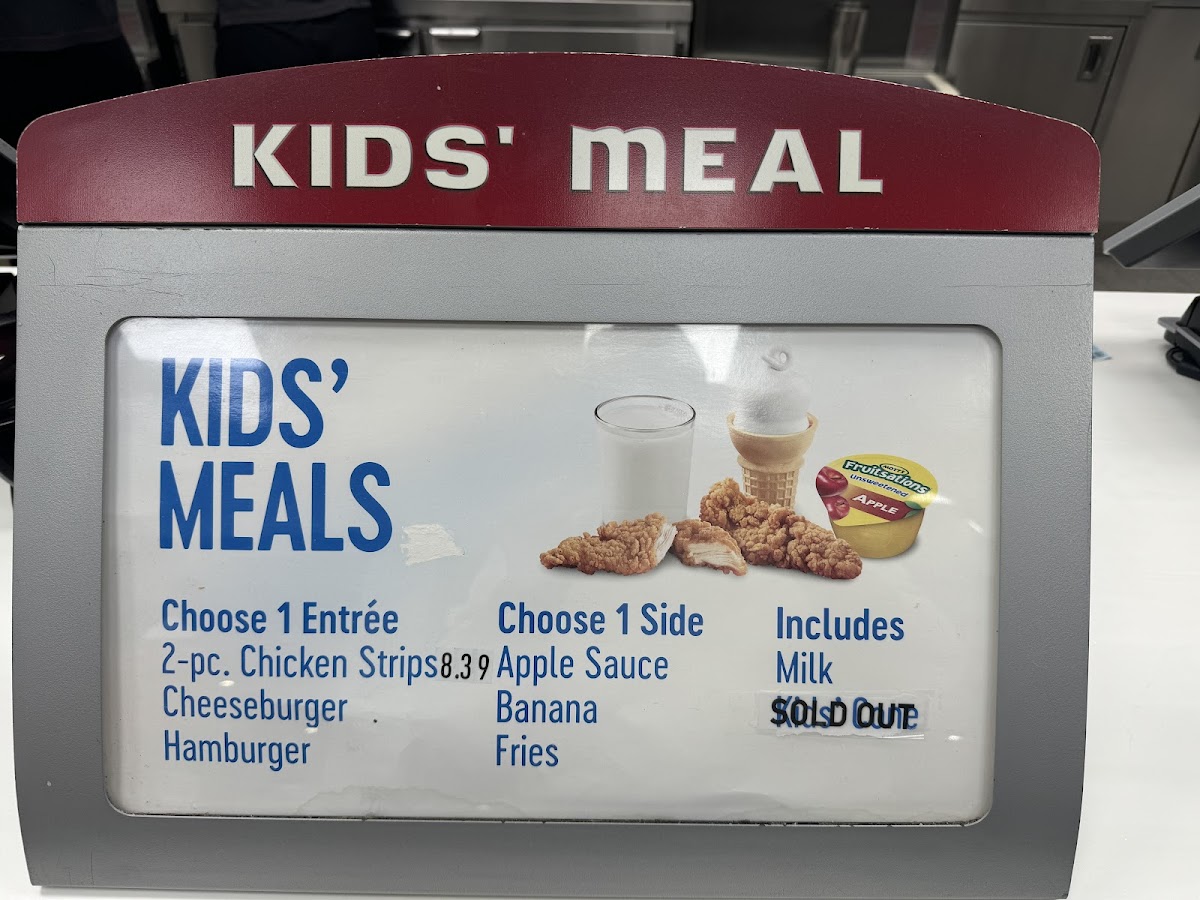 KIDS' MEAL
KIDS'
MEALS
MOTT'S
Fruitsations
Unsweetened
APPLE
Choose 1 Entrée
2-pc. Chicken Strips 8.39
Cheeseburger
Hamburger
Choose 1 Side
Apple Sauce
Banana
Fries
Includes
Milk
SOLD OUT